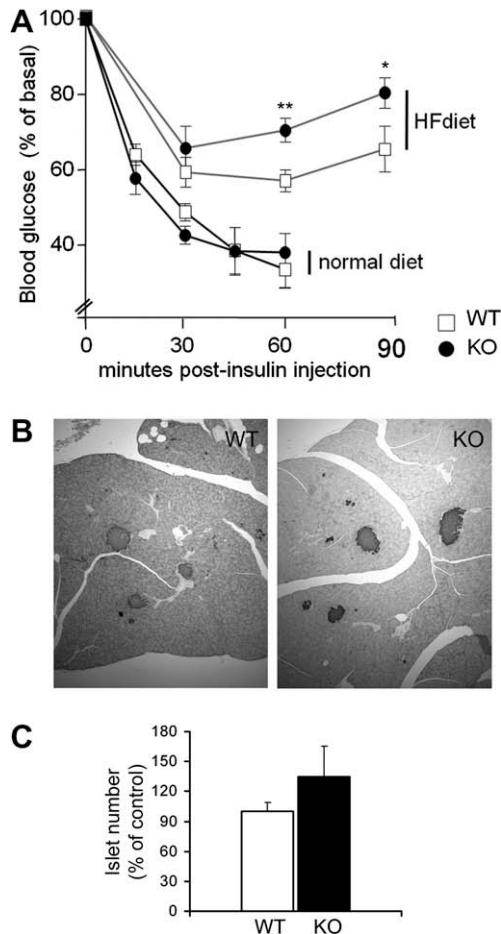 A
Blood glucose (% of basal)
100
80
60
40
**
*
HFdiet
normal diet
0 30 60 90
minutes post-insulin injection
WT
KO
B
WT
KO
C
Islet number
(% of control)
180
150
120
90
60
30
0
WT KO